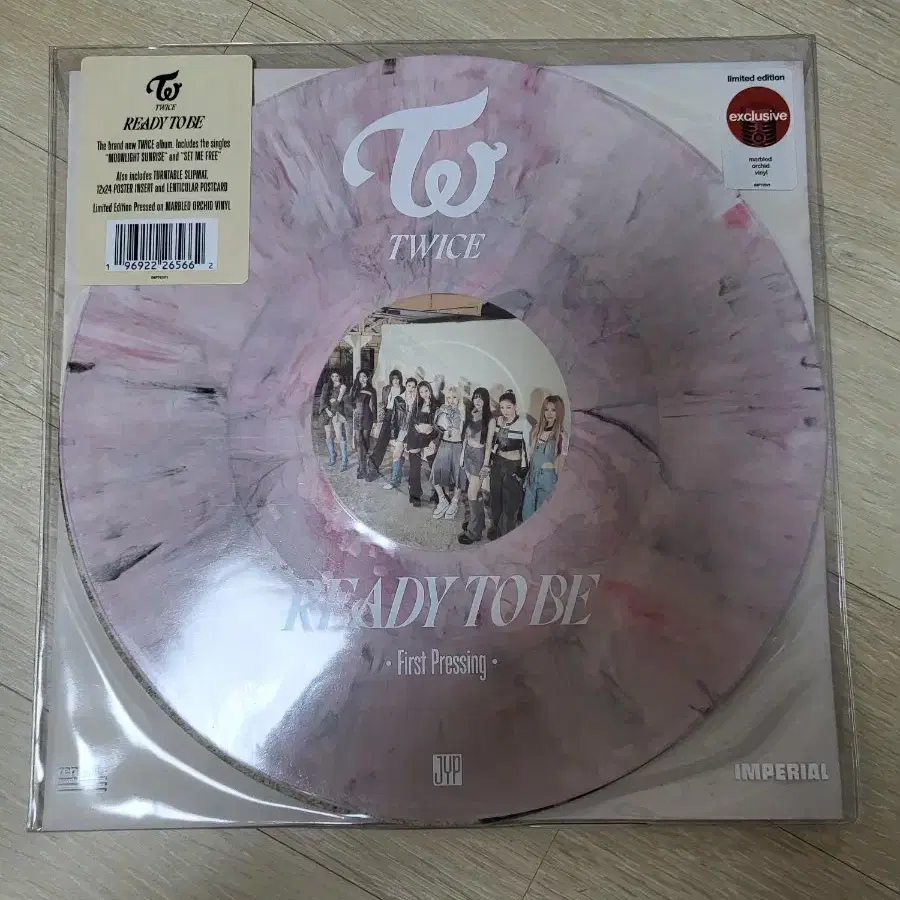 TWICE
READY TO BE
The brand new TWICE album. Includes the singles
"MOONLIGHT SUNRISE" and "SET ME FREE"
Also includes TURNTABLE SLIPMAT,
12x24 POSTER INSERT and LENTICULAR POSTCARD
Limited Edition Pressed on MARBLED ORCHID VINYL
1 96922 26566 2
limited edition
exclusive
marbled
orchid
vinyl
TWICE
READY TO BE
· First Pressing ·
JYP
IMPERIAL